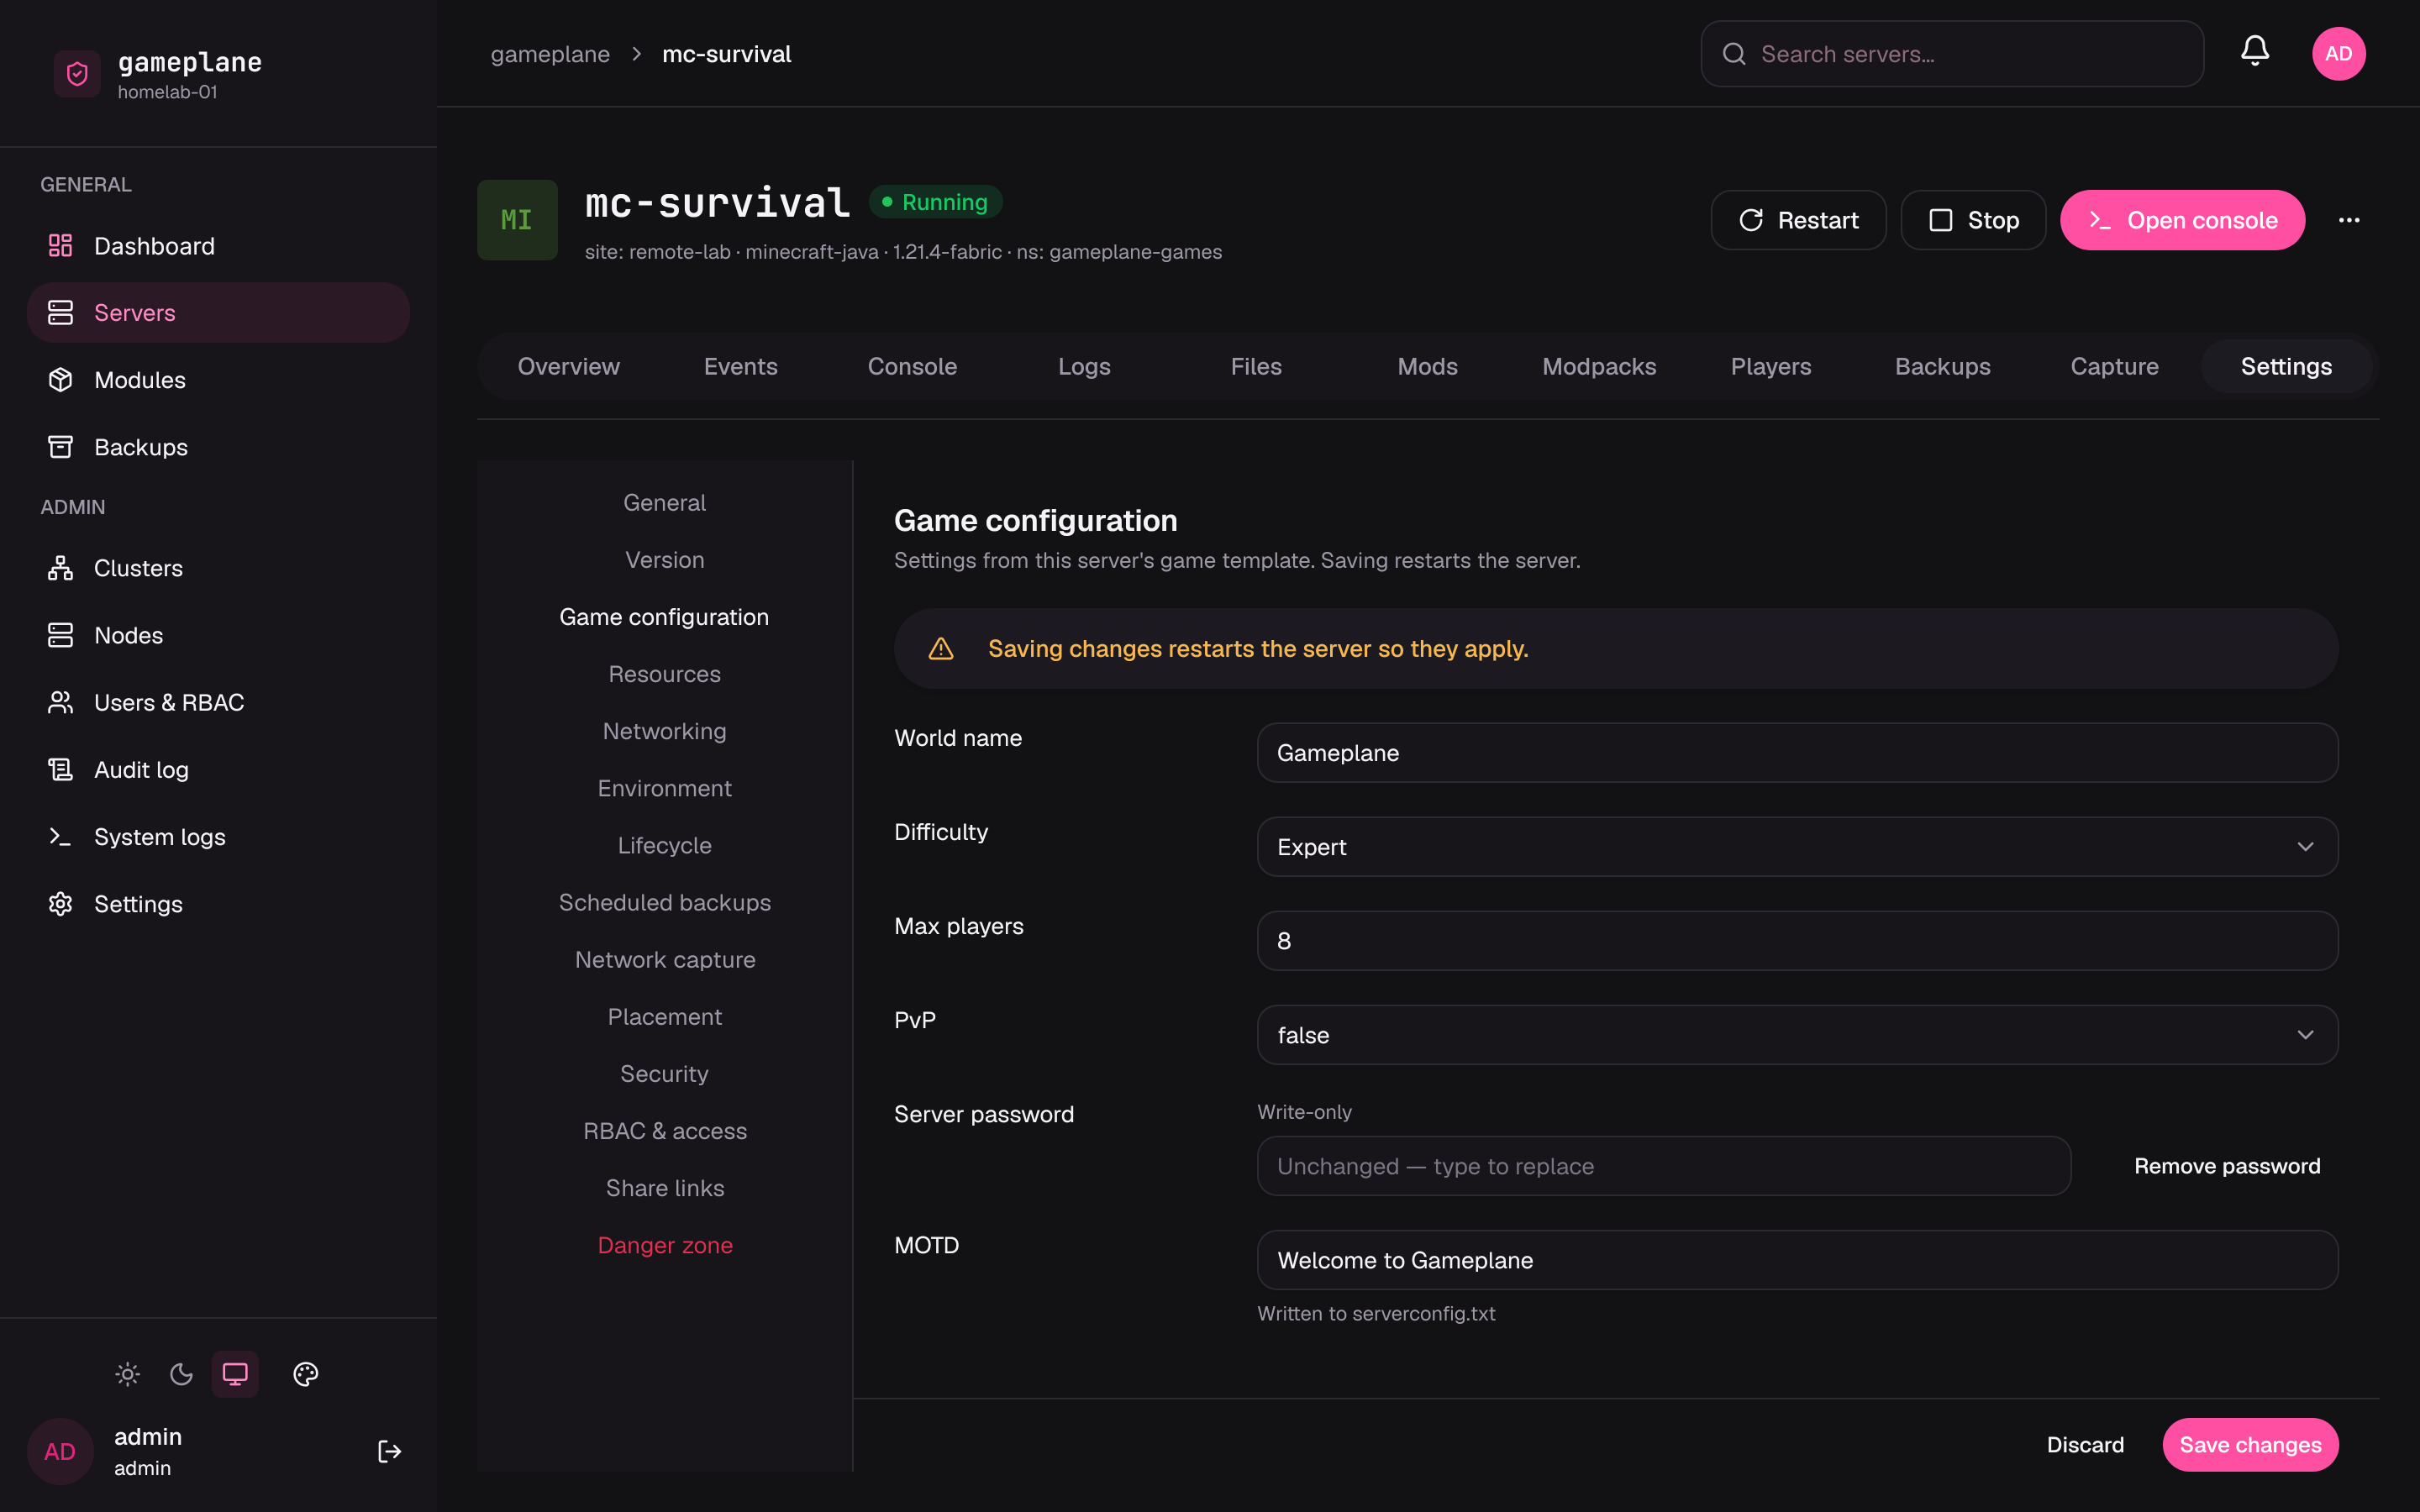 gameplane
homelab-01
GENERAL
Dashboard
Servers
Modules
Backups
ADMIN
Clusters
Nodes
Users & RBAC
Audit log
System logs
Settings
AD
admin
admin
gameplane > mc-survival
Search servers...
AD
MI
mc-survival
Running
site: remote-lab · minecraft-java · 1.21.4-fabric · ns: gameplane-games
Restart
Stop
Open console
Overview
Events
Console
Logs
Files
Mods
Modpacks
Players
Backups
Capture
Settings
General
Version
Game configuration
Resources
Networking
Environment
Lifecycle
Scheduled backups
Network capture
Placement
Security
RBAC & access
Share links
Danger zone
Game configuration
Settings from this server's game template. Saving restarts the server.
Saving changes restarts the server so they apply.
World name
Gameplane
Difficulty
Expert
Max players
8
PvP
false
Server password
Write-only
Unchanged — type to replace
Remove password
MOTD
Welcome to Gameplane
Written to serverconfig.txt
Discard
Save changes